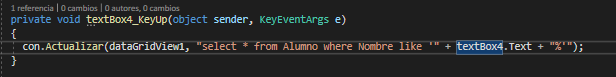 1 referencia | 0 cambios | 0 autores, 0 cambios
private void textBox4_KeyUp(object sender, KeyEventArgs e)
{
con.Actualizar(dataGridView1, "select * from Alumno where Nombre like '" + textBox4.Text + "%'");
}